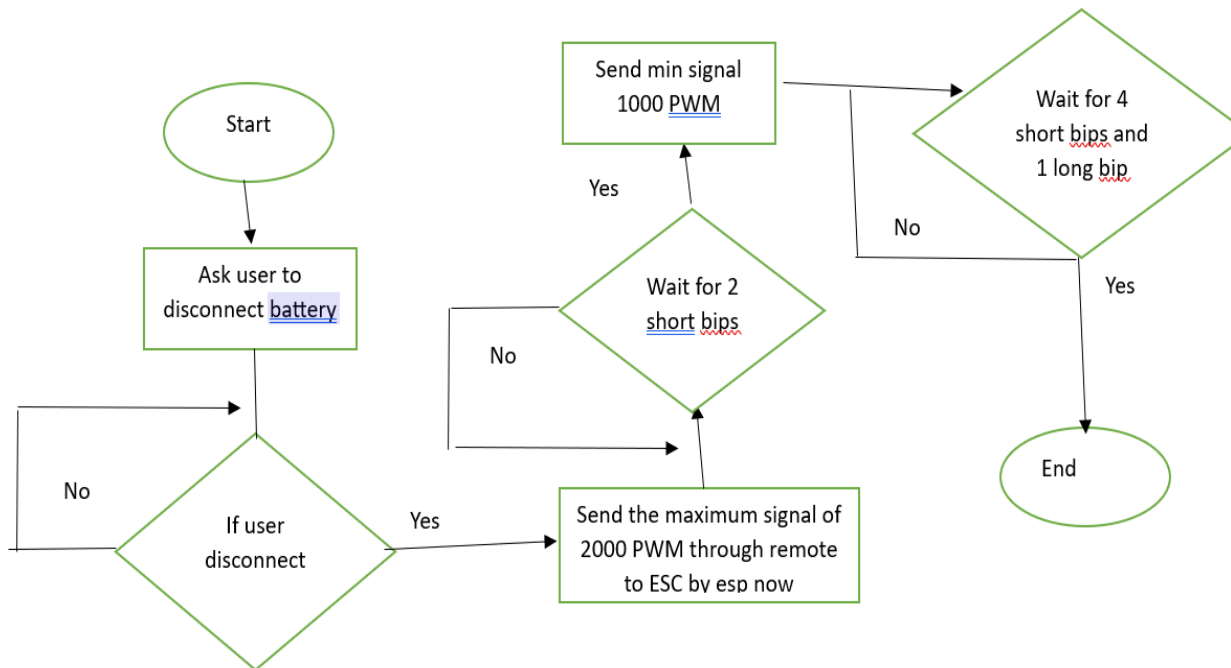 Start
Ask user to
disconnect battery
No
If user
disconnect
Yes
Send the maximum signal of
2000 PWM through remote
to ESC by esp now
No
Wait for 2
short bips
Yes
Send min signal
1000 PWM
Wait for 4
short bips and
1 long bip
No
Yes
End